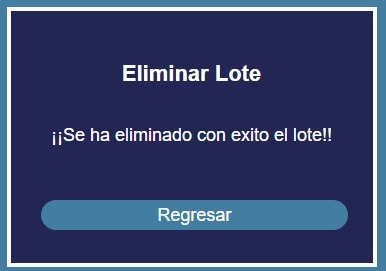 Eliminar Lote
¡¡Se ha eliminado con exito el lote!!
Regresar